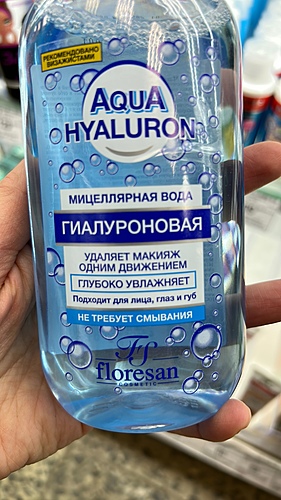 РЕКОМЕНДОВАНО
ВИЗАЖИСТАМИ
AQUA
HYALURON
МИЦЕЛЛЯРНАЯ ВОДА
ГИАЛУРОНОВАЯ
УДАЛЯЕТ МАКИЯЖ
ОДНИМ ДВИЖЕНИЕМ
ГЛУБОКО УВЛАЖНЯЕТ
Подходит для лица, глаз и губ
НЕ ТРЕБУЕТ СМЫВАНИЯ
FS
floresan
COSMETIC